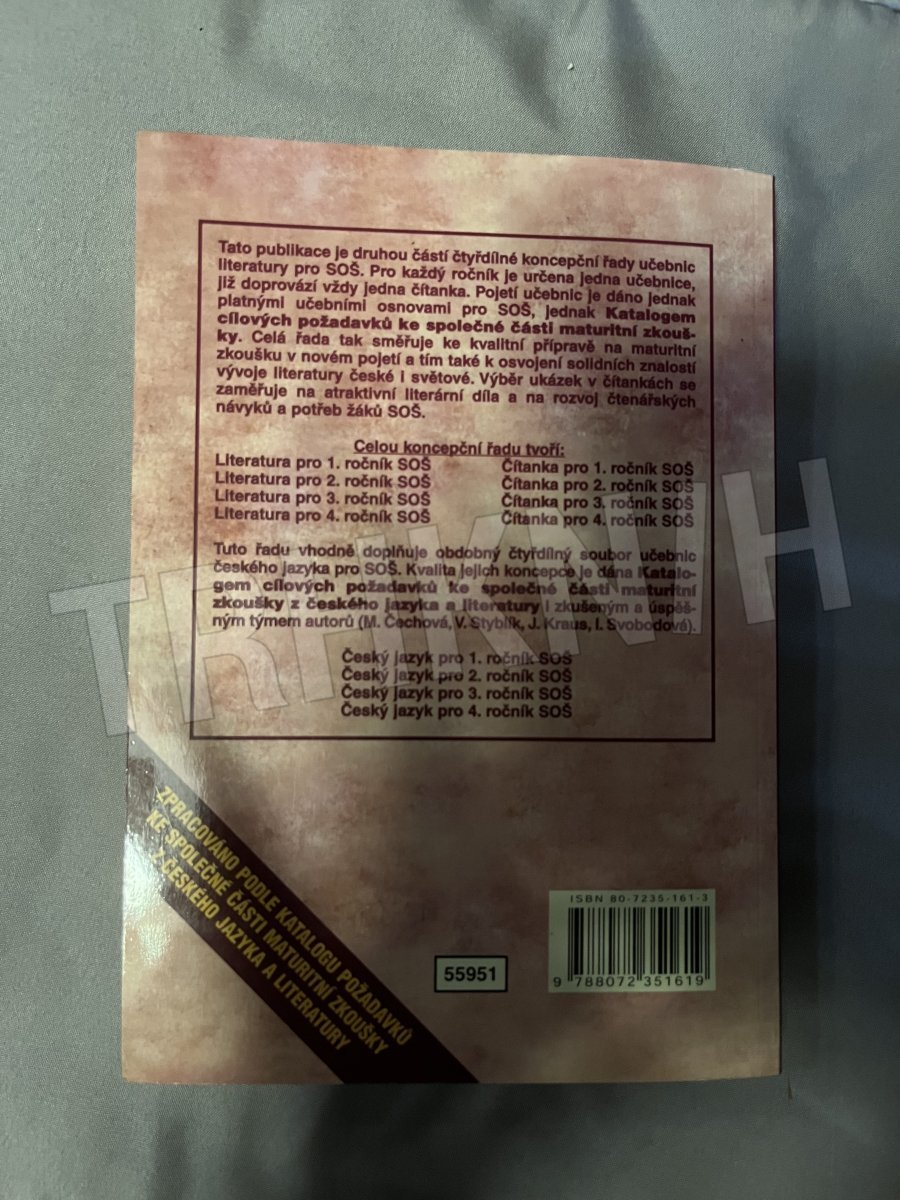 Tato publikace je druhou částí čtyřdílné koncepční řady učebnic
literatury pro SOŠ. Pro každý ročník je určena jedna učebnice,
již doprovází vždy jedna čítanka. Pojetí učebnic je dáno jednak
platnými učebními osnovami pro SOŠ, jednak Katalogem
cílových požadavků ke společné části maturitní zkouš-
ky. Celá řada tak směřuje ke kvalitní přípravě na maturitní
zkoušku v novém pojetí a tím také k osvojení solidních znalostí
vývoje literatury české i světové. Výběr ukázek v čítankách se
zaměřuje na atraktivní literární díla a na rozvoj čtenářských
návyků a potřeb žáků SOŠ.
Celou koncepční řadu tvoří:
Literatura pro 1. ročník SOŠ Čítanka pro 1. ročník SOŠ
Literatura pro 2. ročník SOŠ Čítanka pro 2. ročník SOŠ
Literatura pro 3. ročník SOŠ Čítanka pro 3. ročník SOŠ
Literatura pro 4. ročník SOŠ Čítanka pro 4. ročník SOŠ
Tuto řadu vhodně doplňuje obdobný čtyřdílný soubor učebnic
českého jazyka pro SOŠ. Kvalita jejich koncepce je dána Katalo-
gem cílových požadavků ke společné části maturitní
zkoušky z českého jazyka a literatury i zkušeným a úspěš-
ným týmem autorů (M. Čechová, V. Styblík, J. Kraus, I. Svobodová).
Český jazyk pro 1. ročník SOŠ
Český jazyk pro 2. ročník SOŠ
Český jazyk pro 3. ročník SOŠ
Český jazyk pro 4. ročník SOŠ
ZPRACOVÁNO PODLE KATALOGU POŽADAVKŮ
KE SPOLEČNÉ ČÁSTI MATURITNÍ ZKOUŠKY
Z ČESKÉHO JAZYKA A LITERATURY
55951
ISBN 80-7235-161-3
9 788072 351619
TRHKNIH